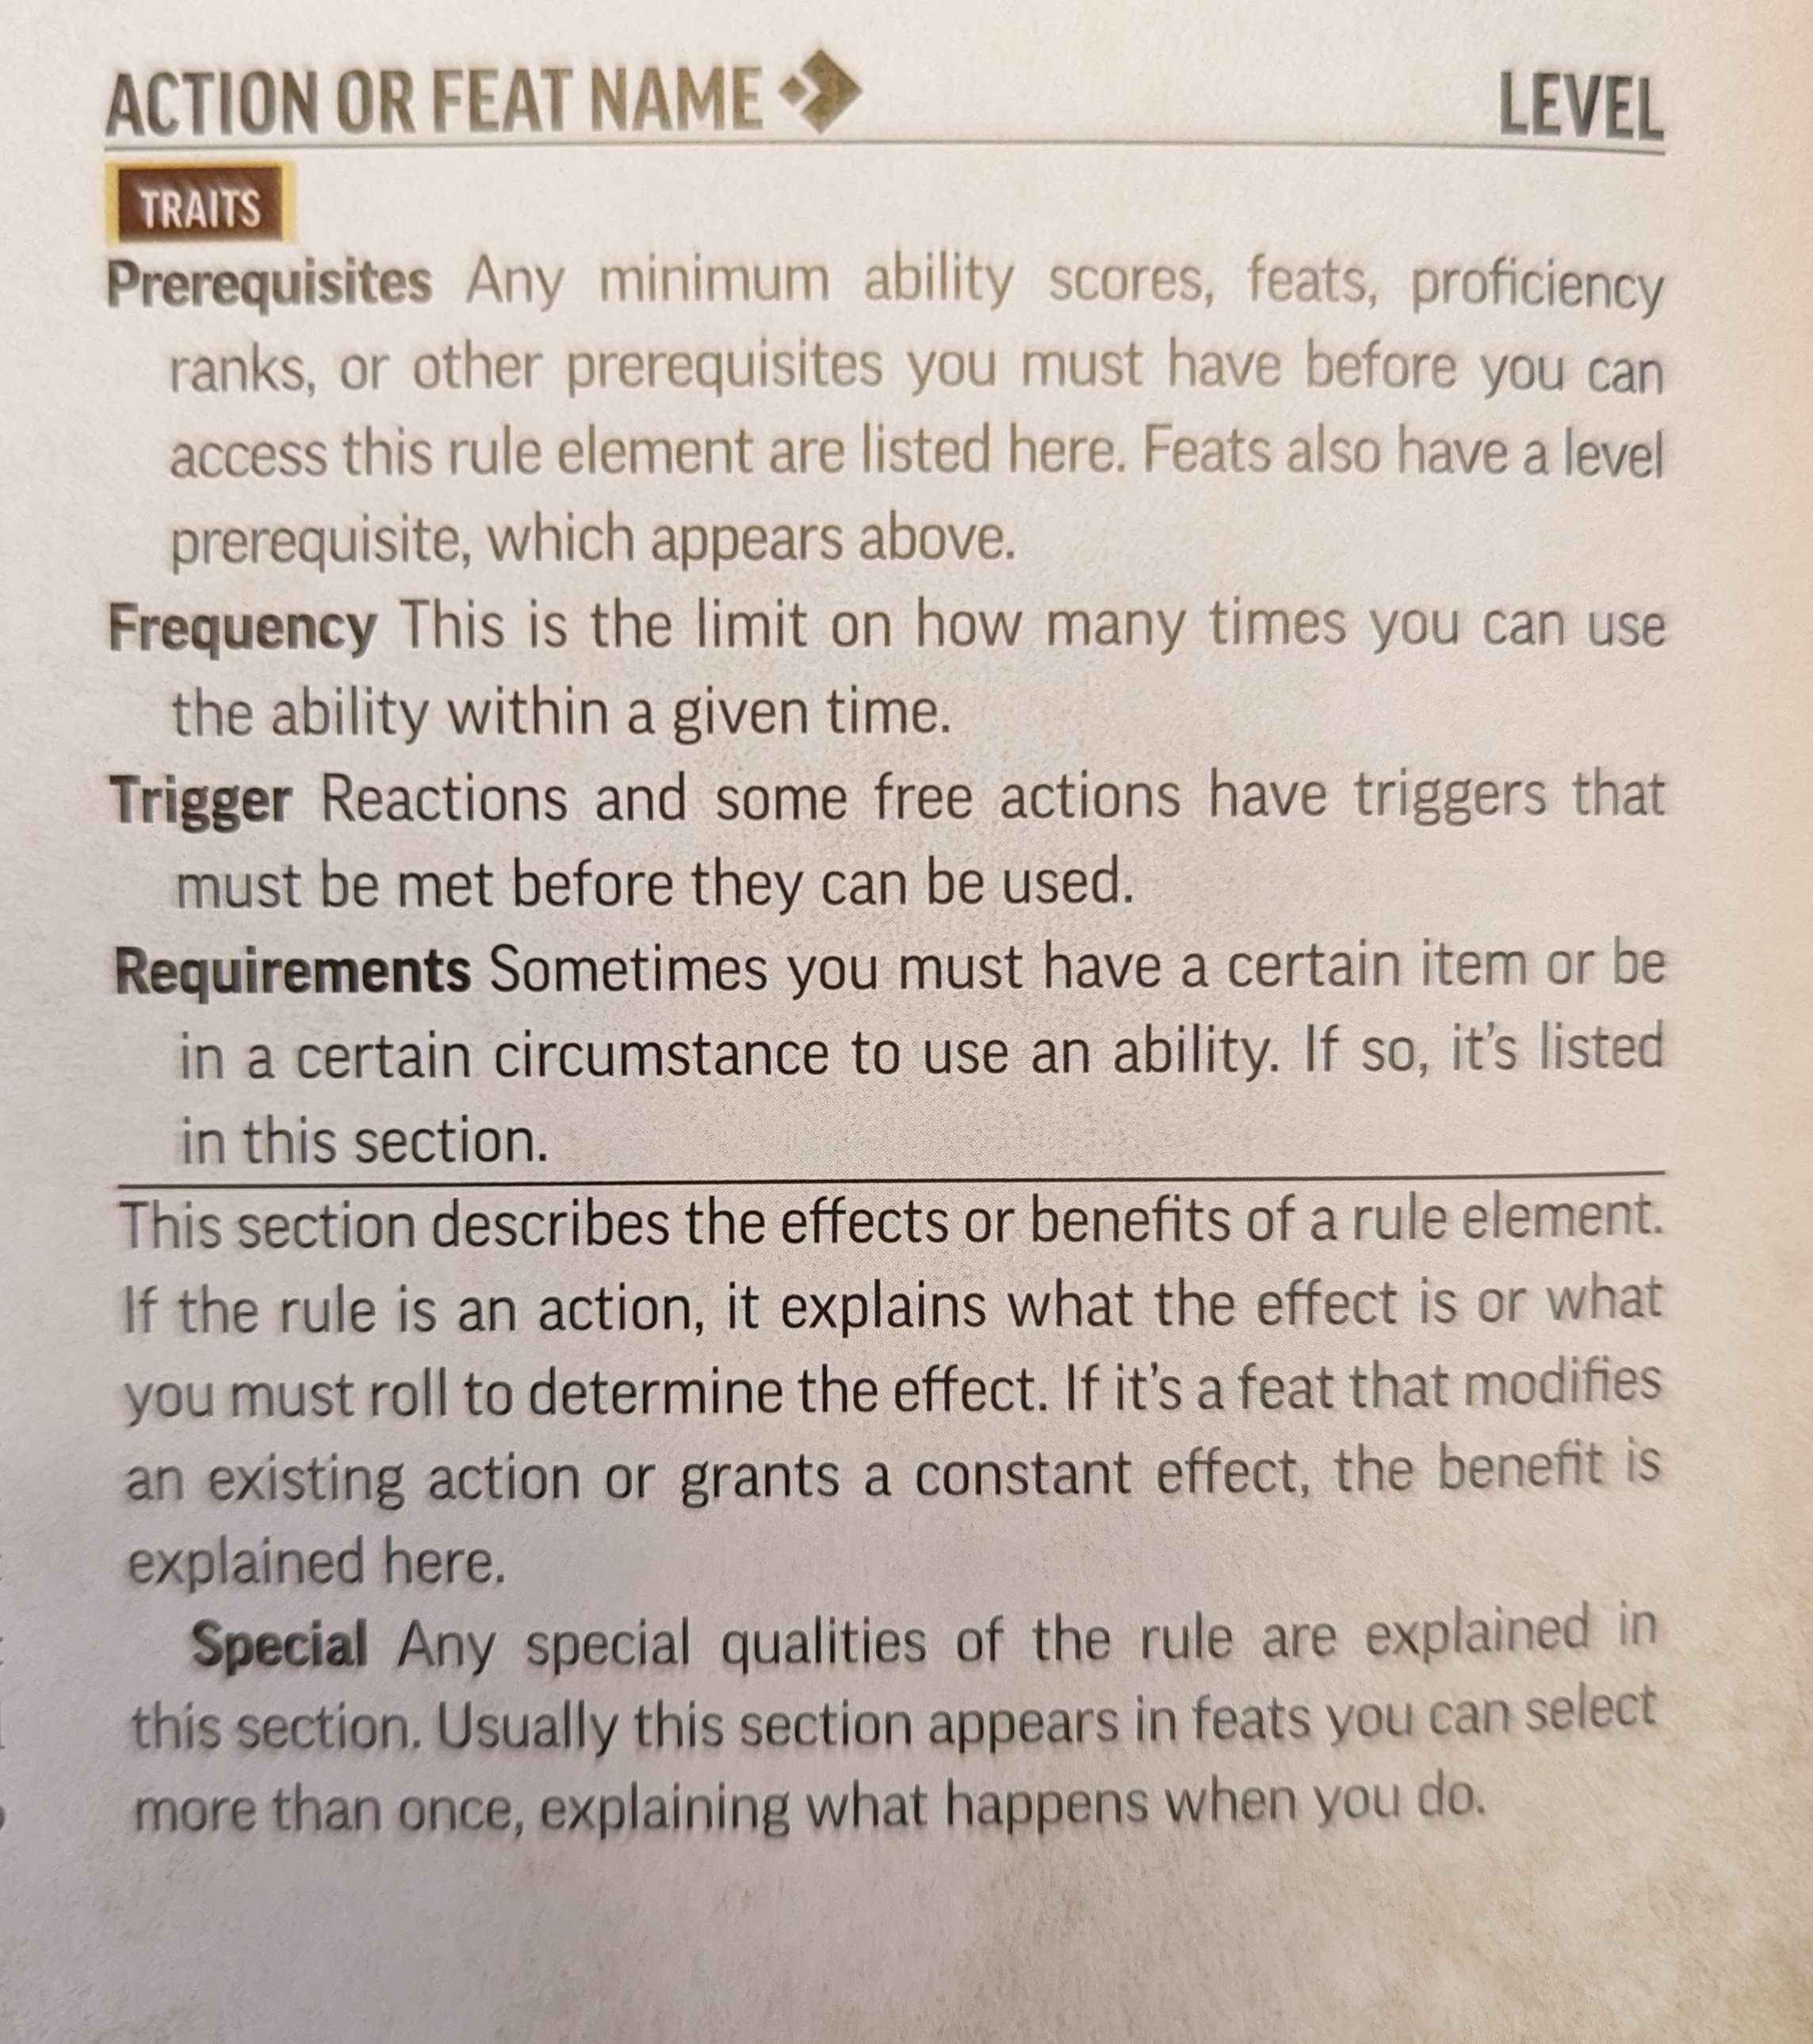 ACTION OR FEAT NAME LEVEL
TRAITS
Prerequisites Any minimum ability scores, feats, proficiency
ranks, or other prerequisites you must have before you can
access this rule element are listed here. Feats also have a level
prerequisite, which appears above.
Frequency This is the limit on how many times you can use
the ability within a given time.
Trigger Reactions and some free actions have triggers that
must be met before they can be used.
Requirements Sometimes you must have a certain item or be
in a certain circumstance to use an ability. If so, it’s listed
in this section.
This section describes the effects or benefits of a rule element.
If the rule is an action, it explains what the effect is or what
you must roll to determine the effect. If it’s a feat that modifies
an existing action or grants a constant effect, the benefit is
explained here.
Special Any special qualities of the rule are explained in
this section. Usually this section appears in feats you can select
more than once, explaining what happens when you do.